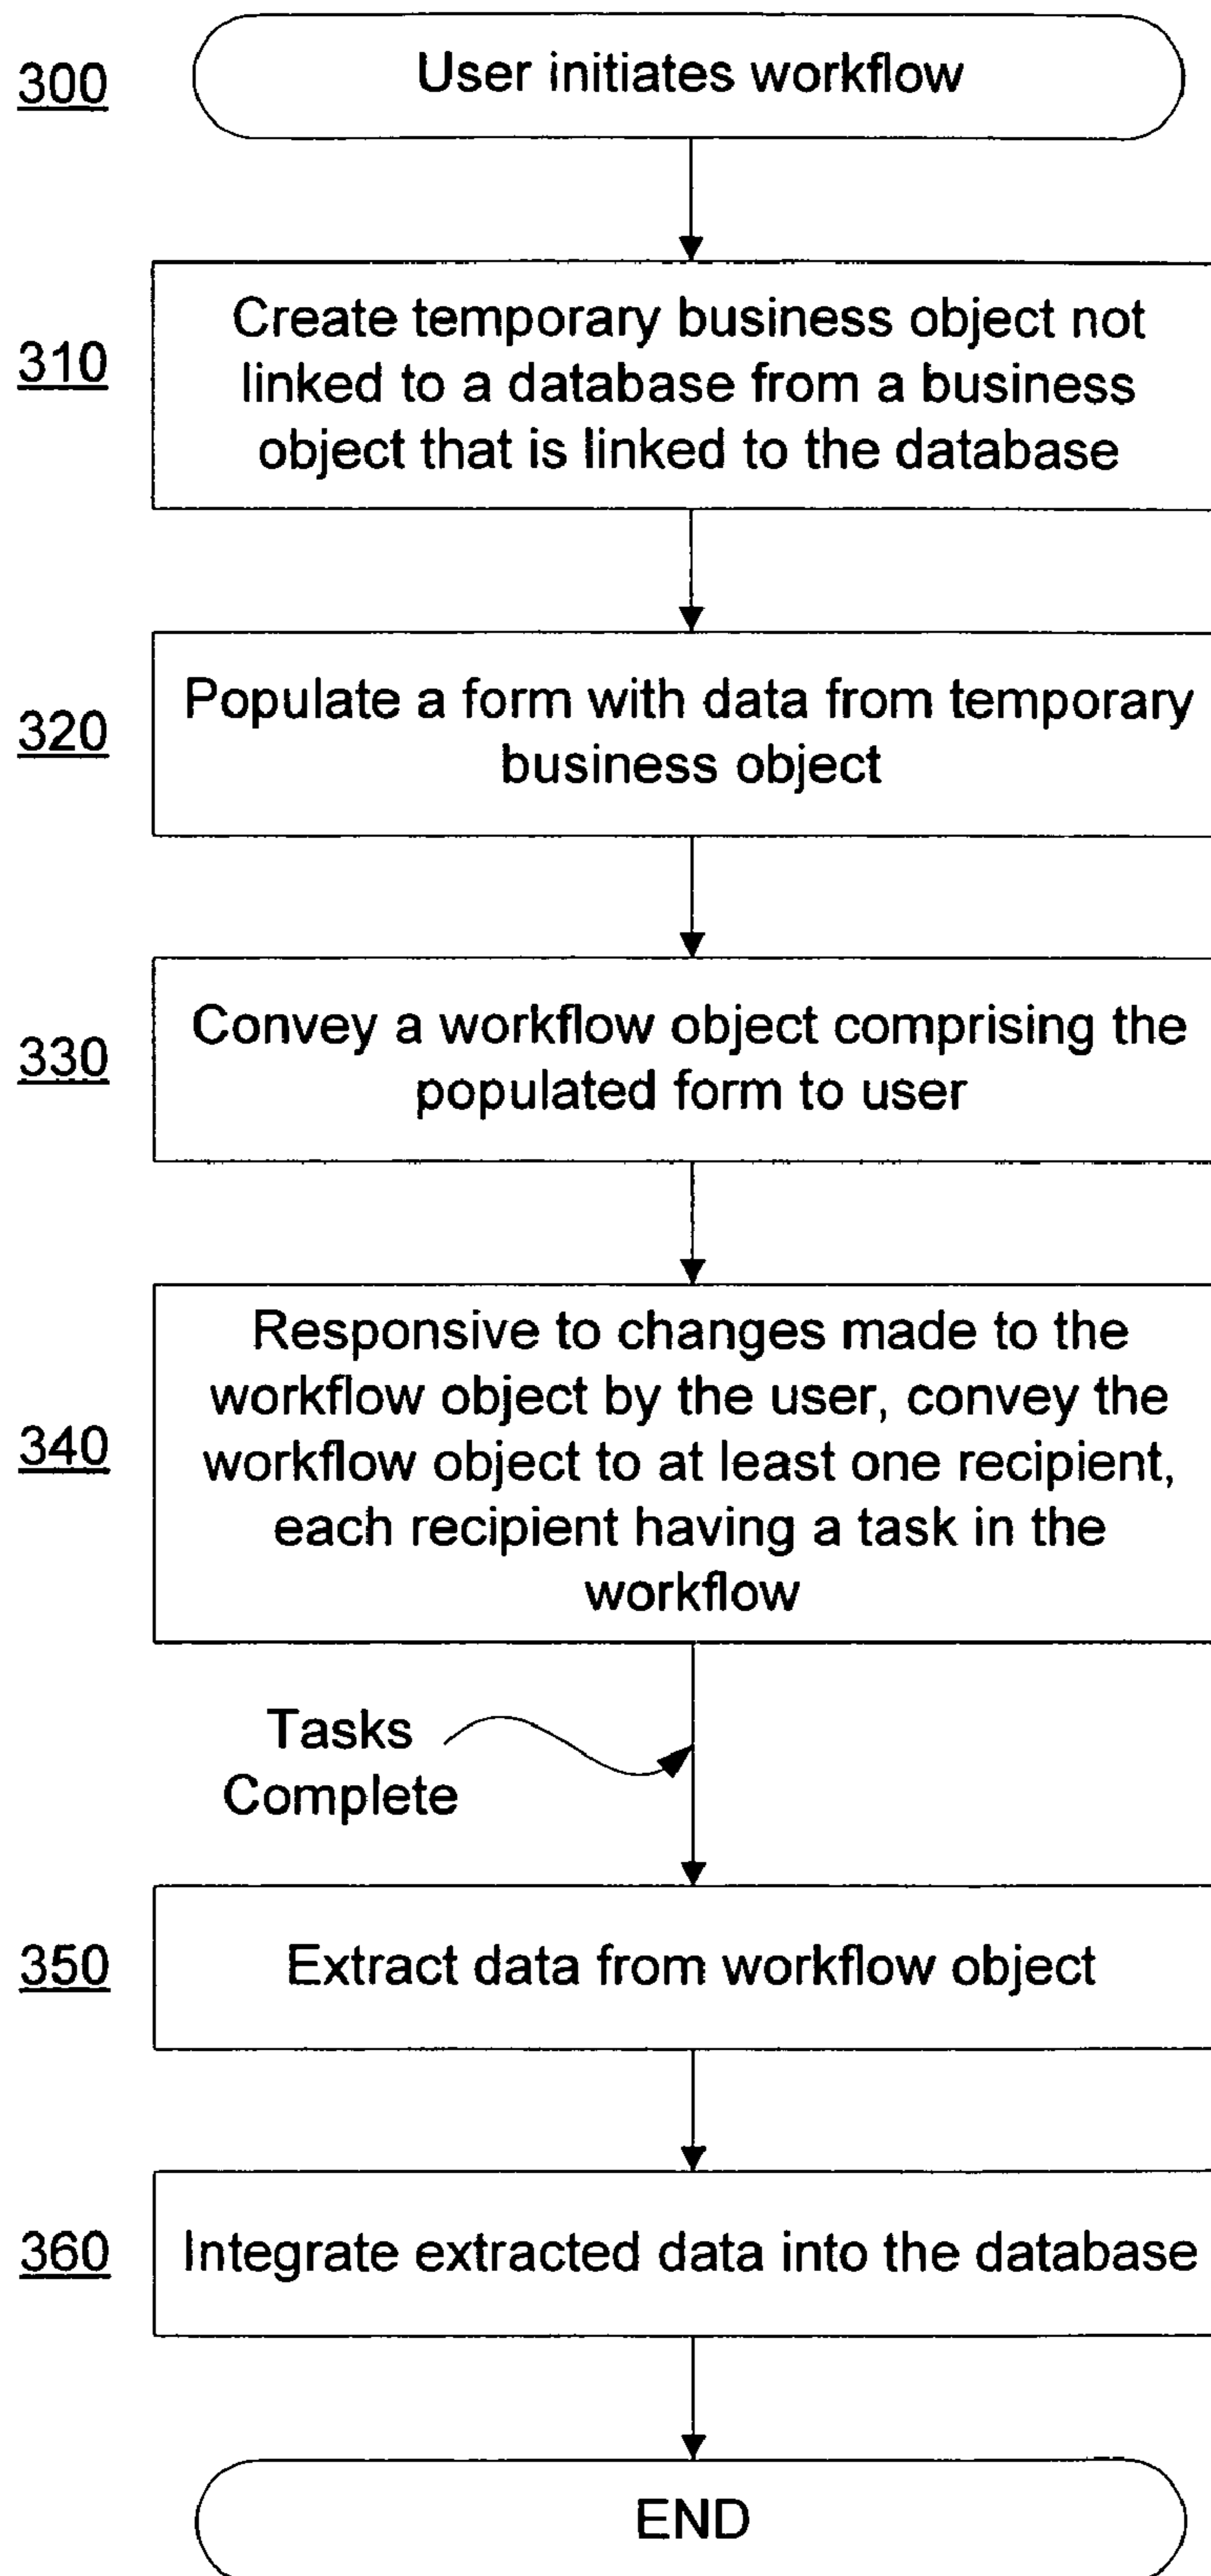 300
User initiates workflow
310
Create temporary business object not
linked to a database from a business
object that is linked to the database
320
Populate a form with data from temporary
business object
330
Convey a workflow object comprising the
populated form to user
340
Responsive to changes made to the
workflow object by the user, convey the
workflow object to at least one recipient,
each recipient having a task in the
workflow
Tasks
Complete
350
Extract data from workflow object
360
Integrate extracted data into the database
END